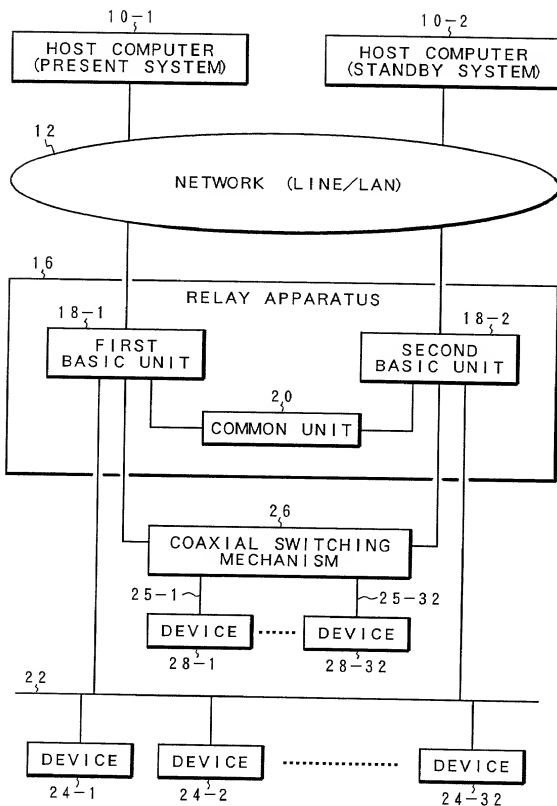 10-1
10-2
HOST COMPUTER
(PRESENT SYSTEM)
HOST COMPUTER
(STANDBY SYSTEM)
12
NETWORK (LINE/LAN)
16
RELAY APPARATUS
18-1
18-2
FIRST
BASIC UNIT
SECOND
BASIC UNIT
20
COMMON UNIT
26
COAXIAL SWITCHING
MECHANISM
25-1
25-32
DEVICE
DEVICE
28-1
28-32
22
DEVICE
DEVICE
DEVICE
24-1
24-2
24-32